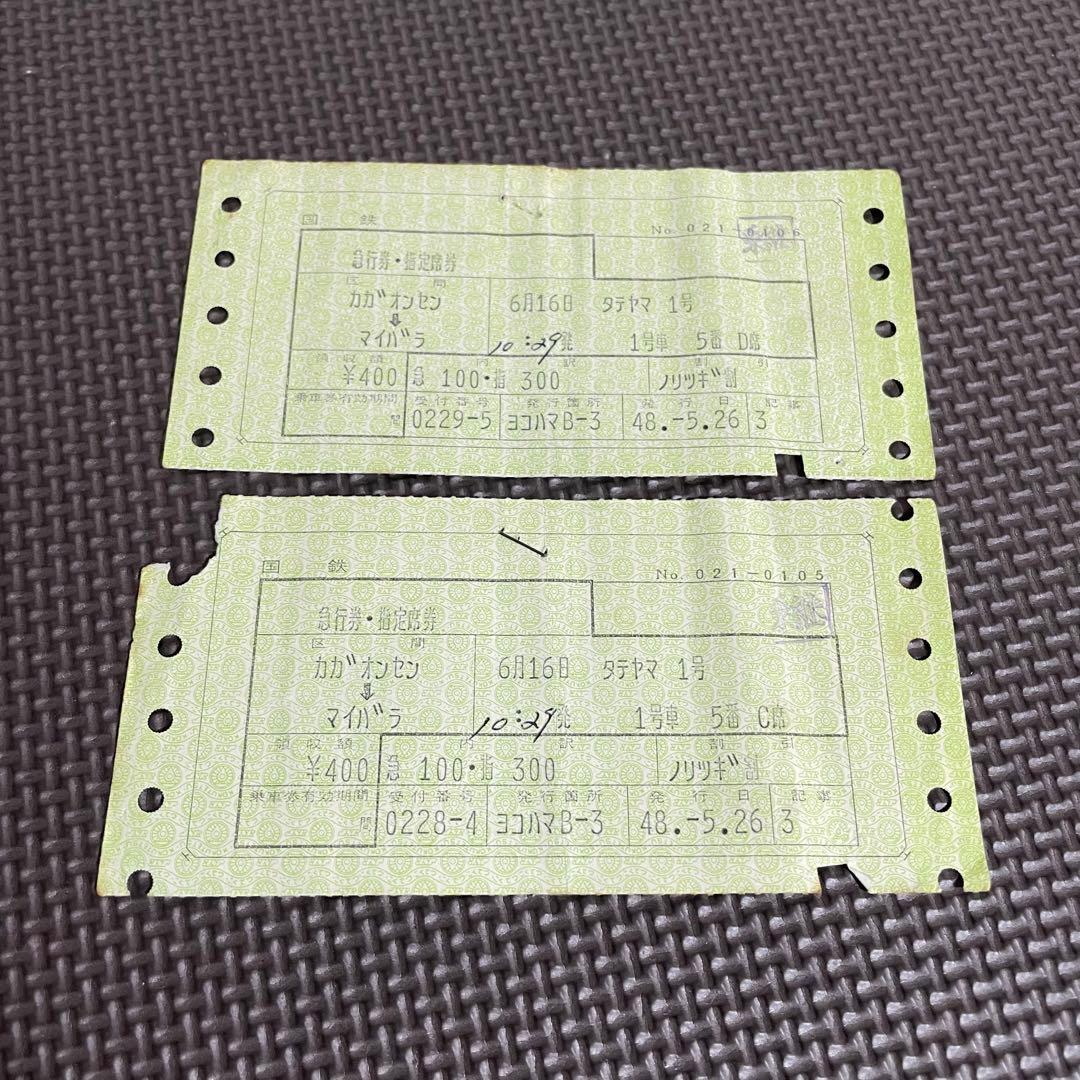 国 鉄
No. 021-0106
急行券・指定席券
区 間
カガオンセン 6月16日 タテヤマ 1号
⇩
マイバラ 10:29発 1号車 5番 D席
領収額 内訳 割引
¥400 急 100・指 300 ノリツギ割
乗車券有効期間 受付番号 発行箇所 発行日 記事
間 0229-5 ヨコハマB-3 48.-5.26 3
国 鉄
No. 021-0105
急行券・指定席券
区 間
カガオンセン 6月16日 タテヤマ 1号
⇩
マイバラ 10:29発 1号車 5番 C席
領収額 内訳 割引
¥400 急 100・指 300 ノリツギ割
乗車券有効期間 受付番号 発行箇所 発行日 記事
間 0228-4 ヨコハマB-3 48.-5.26 3